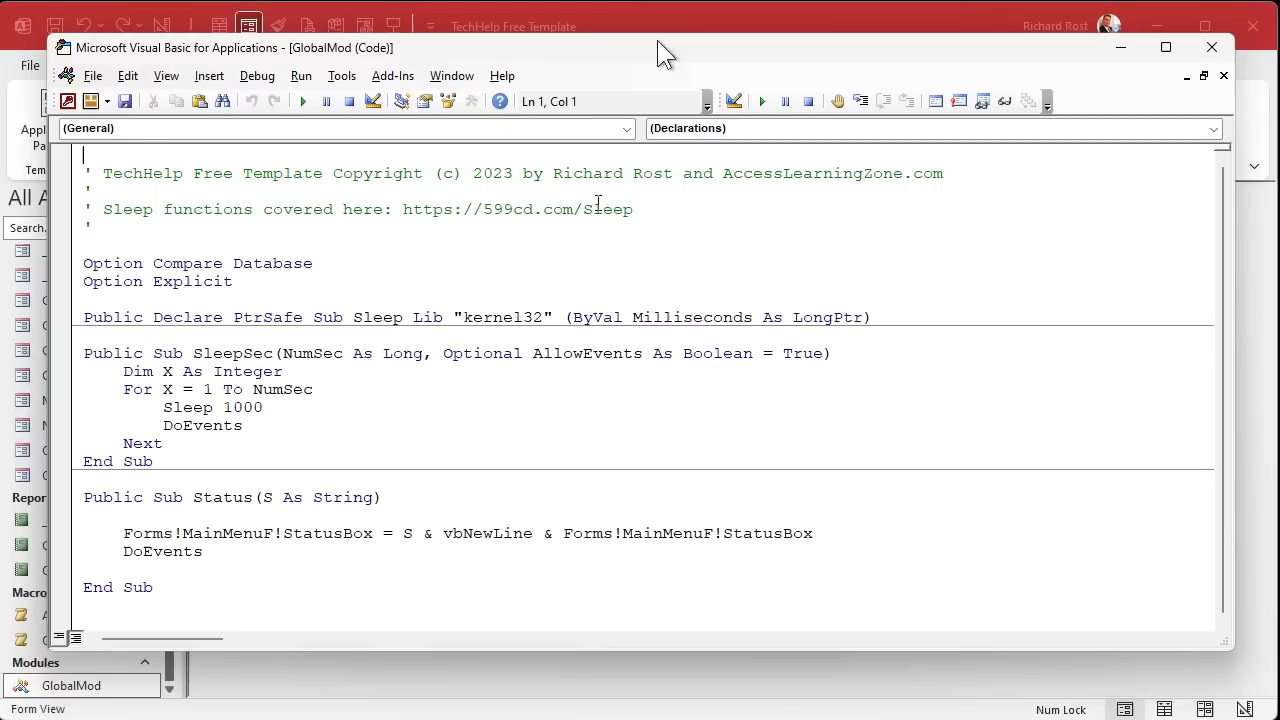 TechHelp Free Template
Richard Rost
File
Microsoft Visual Basic for Applications - [GlobalMod (Code)]
File Edit View Insert Debug Run Tools Add-Ins Window Help
Ln 1, Col 1
(General)
(Declarations)
' TechHelp Free Template Copyright (c) 2023 by Richard Rost and AccessLearningZone.com
'
' Sleep functions covered here: https://599cd.com/Sleep
'
Option Compare Database
Option Explicit
Public Declare PtrSafe Sub Sleep Lib "kernel32" (ByVal Milliseconds As LongPtr)
Public Sub SleepSec(NumSec As Long, Optional AllowEvents As Boolean = True)
Dim X As Integer
For X = 1 To NumSec
Sleep 1000
DoEvents
Next
End Sub
Public Sub Status(S As String)
Forms!MainMenuF!StatusBox = S & vbNewLine & Forms!MainMenuF!StatusBox
DoEvents
End Sub
Appli
Pa
Tem
All A
Search.
Repor
Macro
Modules
GlobalMod
Form View
Num Lock